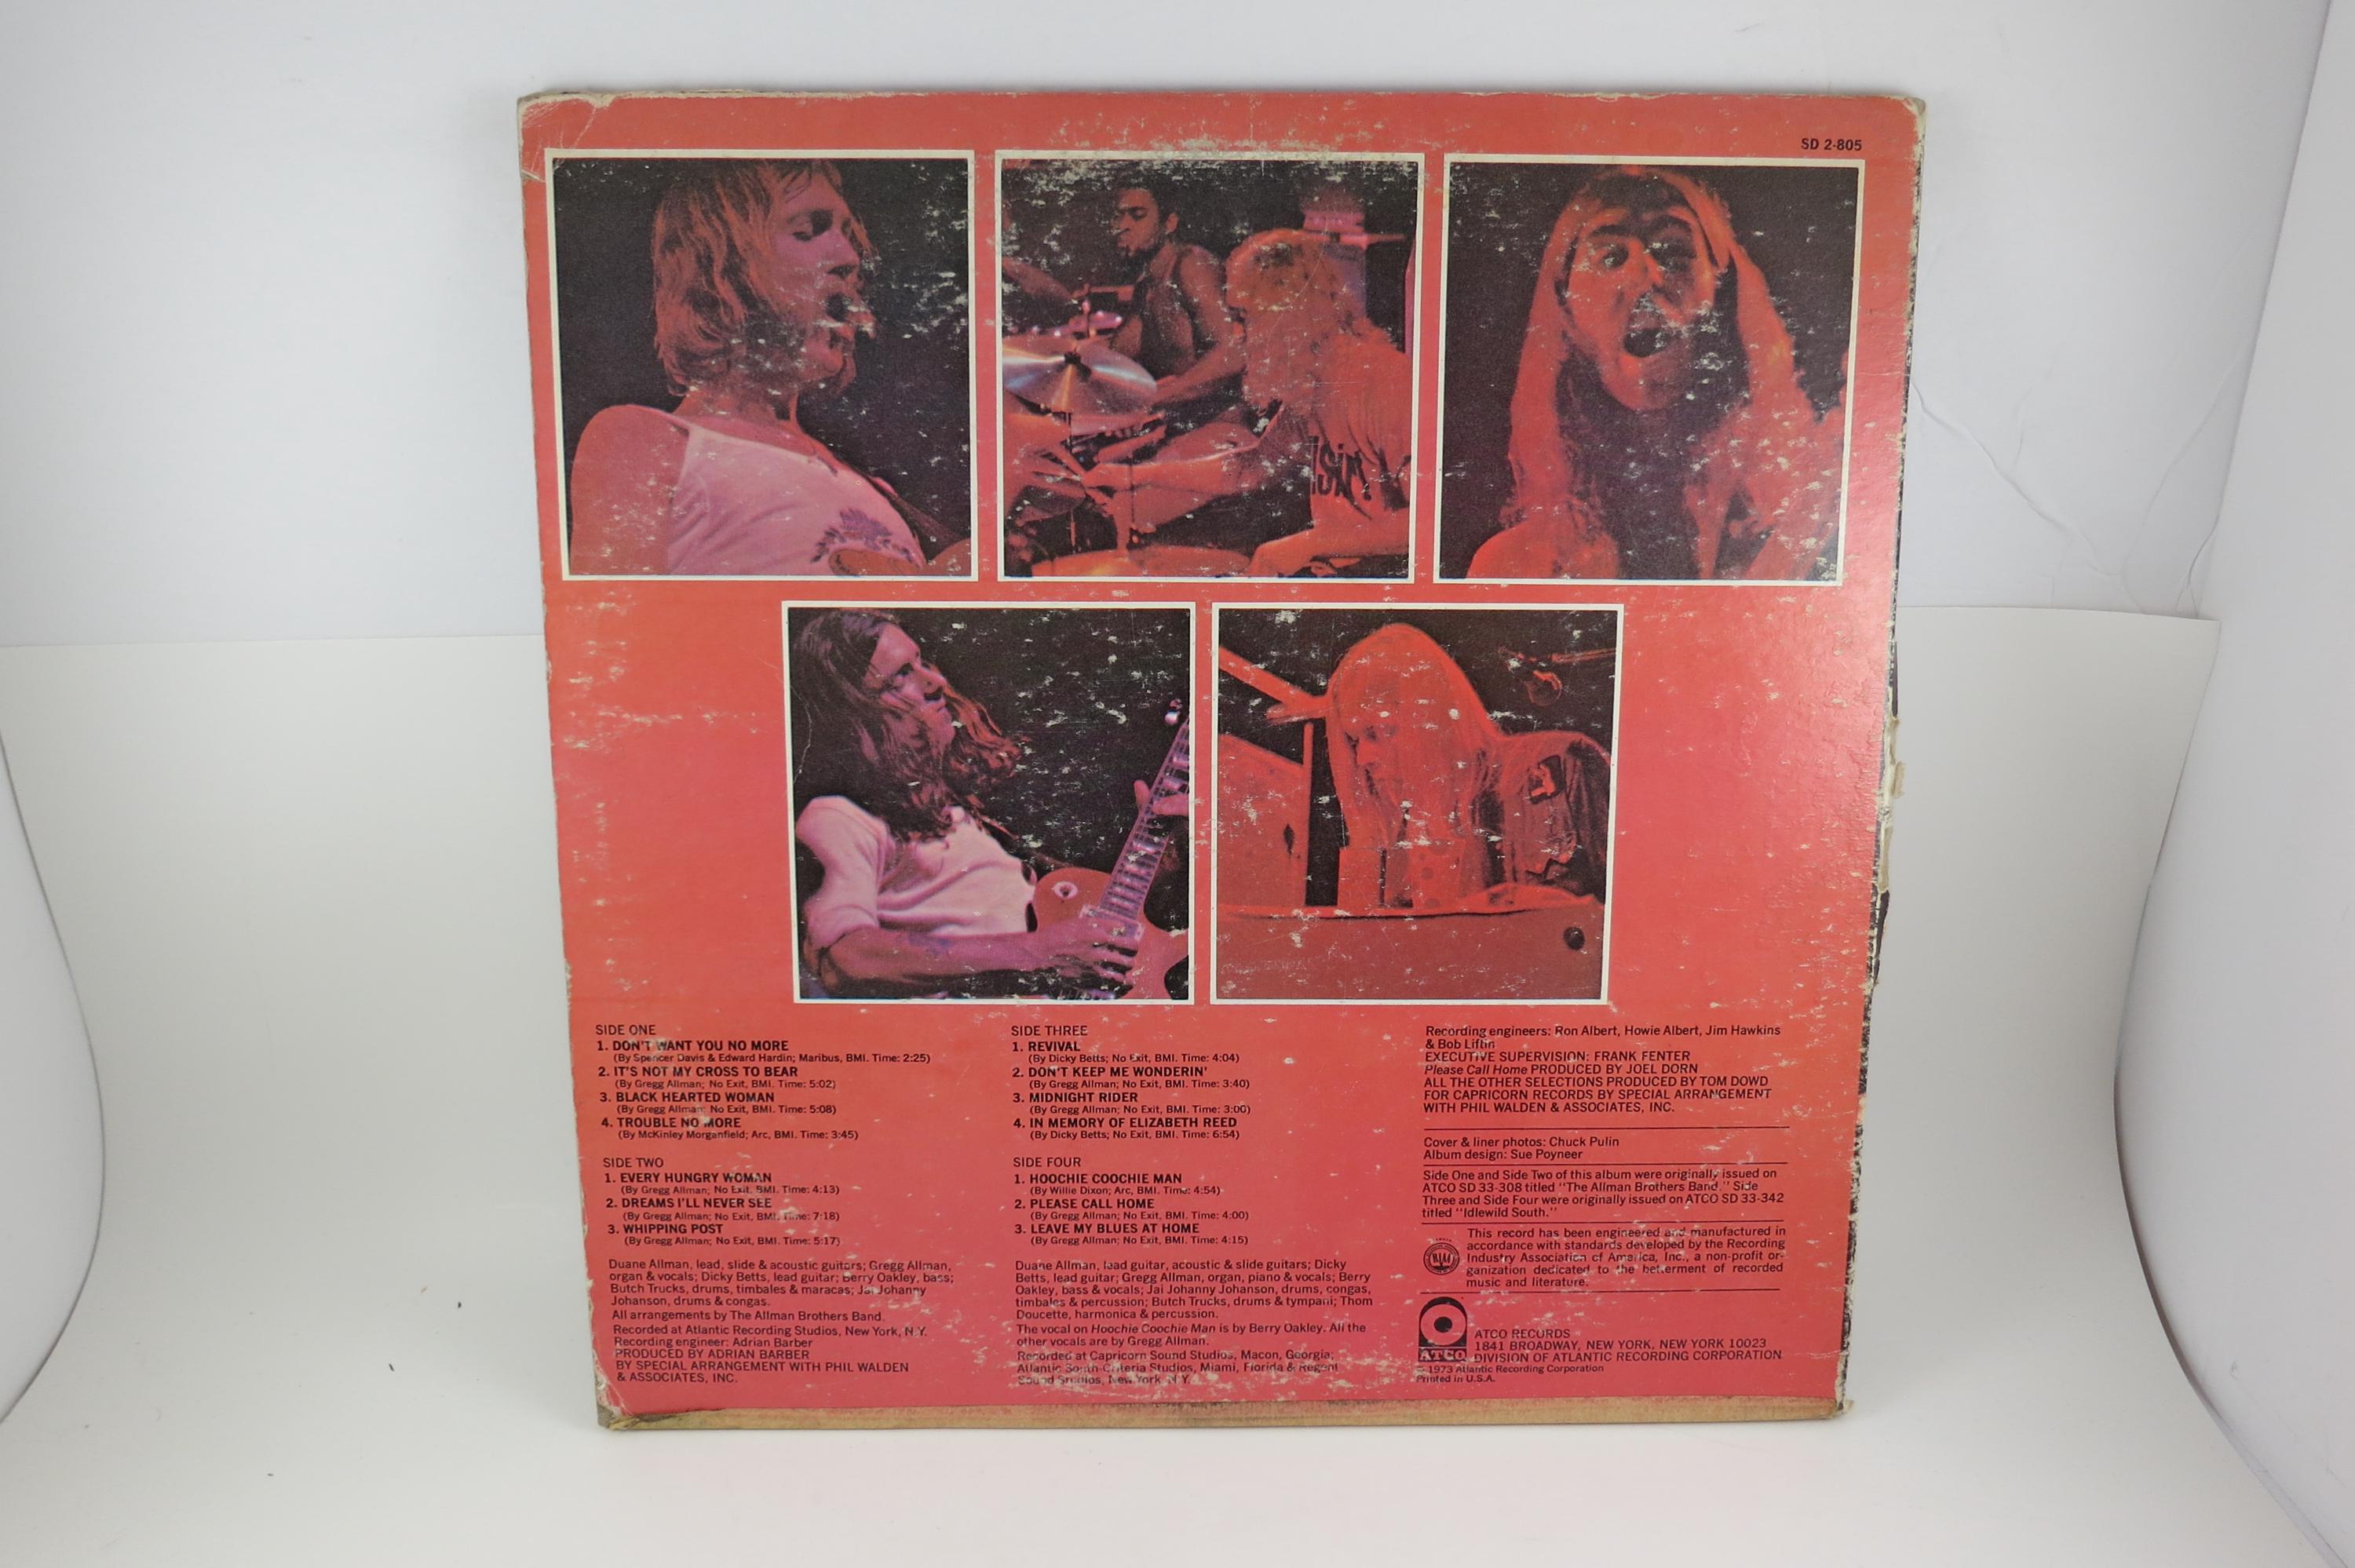 SD 2-805
SIDE ONE
1. DON'T WANT YOU NO MORE
(By Spencer Davis & Edward Hardin; Maribus, BMI. Time: 2:25)
2. IT'S NOT MY CROSS TO BEAR
(By Gregg Allman; No Exit, BMI. Time: 5:02)
3. BLACK HEARTED WOMAN
(By Gregg Allman; No Exit, BMI. Time: 5:08)
4. TROUBLE NO MORE
(By McKinley Morganfield; Arc, BMI. Time: 3:45)
SIDE TWO
1. EVERY HUNGRY WOMAN
(By Gregg Allman; No Exit, BMI. Time: 4:13)
2. DREAMS I'LL NEVER SEE
(By Gregg Allman; No Exit, BMI. Time: 7:18)
3. WHIPPING POST
(By Gregg Allman; No Exit, BMI. Time: 5:17)
Duane Allman, lead, slide & acoustic guitars; Gregg Allman,
organ & vocals; Dicky Betts, lead guitar; Berry Oakley, bass;
Butch Trucks, drums, timbales & maracas; Jai Johanny
Johanson, drums & congas.
All arrangements by The Allman Brothers Band.
Recorded at Atlantic Recording Studios, New York, N.Y.
Recording engineer: Adrian Barber
PRODUCED BY ADRIAN BARBER
BY SPECIAL ARRANGEMENT WITH PHIL WALDEN
& ASSOCIATES, INC.
SIDE THREE
1. REVIVAL
(By Dicky Betts; No Exit, BMI. Time: 4:04)
2. DON'T KEEP ME WONDERIN'
(By Gregg Allman; No Exit, BMI. Time: 3:40)
3. MIDNIGHT RIDER
(By Gregg Allman; No Exit, BMI. Time: 3:00)
4. IN MEMORY OF ELIZABETH REED
(By Dicky Betts; No Exit, BMI. Time: 6:54)
SIDE FOUR
1. HOOCHIE COOCHIE MAN
(By Willie Dixon; Arc, BMI. Time: 4:54)
2. PLEASE CALL HOME
(By Gregg Allman; No Exit, BMI. Time: 4:00)
3. LEAVE MY BLUES AT HOME
(By Gregg Allman; No Exit, BMI. Time: 4:15)
Duane Allman, lead guitar, acoustic & slide guitars; Dicky
Betts, lead guitar; Gregg Allman, organ, piano & vocals; Berry
Oakley, bass & vocals; Jai Johanny Johanson, drums, congas,
timbales & percussion; Butch Trucks, drums & tympani; Thom
Doucette, harmonica & percussion.
The vocal on Hoochie Coochie Man is by Berry Oakley. All the
other vocals are by Gregg Allman.
Recorded at Capricorn Sound Studios, Macon, Georgia;
Atlantic South-Criteria Studios, Miami, Florida & Regent
Sound Studios, New York, N.Y.
Recording engineers: Ron Albert, Howie Albert, Jim Hawkins
& Bob Liftin
EXECUTIVE SUPERVISION: FRANK FENTER
Please Call Home PRODUCED BY JOEL DORN
ALL THE OTHER SELECTIONS PRODUCED BY TOM DOWD
FOR CAPRICORN RECORDS BY SPECIAL ARRANGEMENT
WITH PHIL WALDEN & ASSOCIATES, INC.
Cover & liner photos: Chuck Pulin
Album design: Sue Poyneer
Side One and Side Two of this album were originally issued on
ATCO SD 33-308 titled "The Allman Brothers Band." Side
Three and Side Four were originally issued on ATCO SD 33-342
titled "Idlewild South."
This record has been engineered and manufactured in
accordance with standards developed by the Recording
Industry Association of America, Inc., a non-profit or-
ganization dedicated to the betterment of recorded
music and literature.
ATCO
ATCO RECORDS
1841 BROADWAY, NEW YORK, NEW YORK 10023
DIVISION OF ATLANTIC RECORDING CORPORATION
© 1973 Atlantic Recording Corporation
Printed in U.S.A.